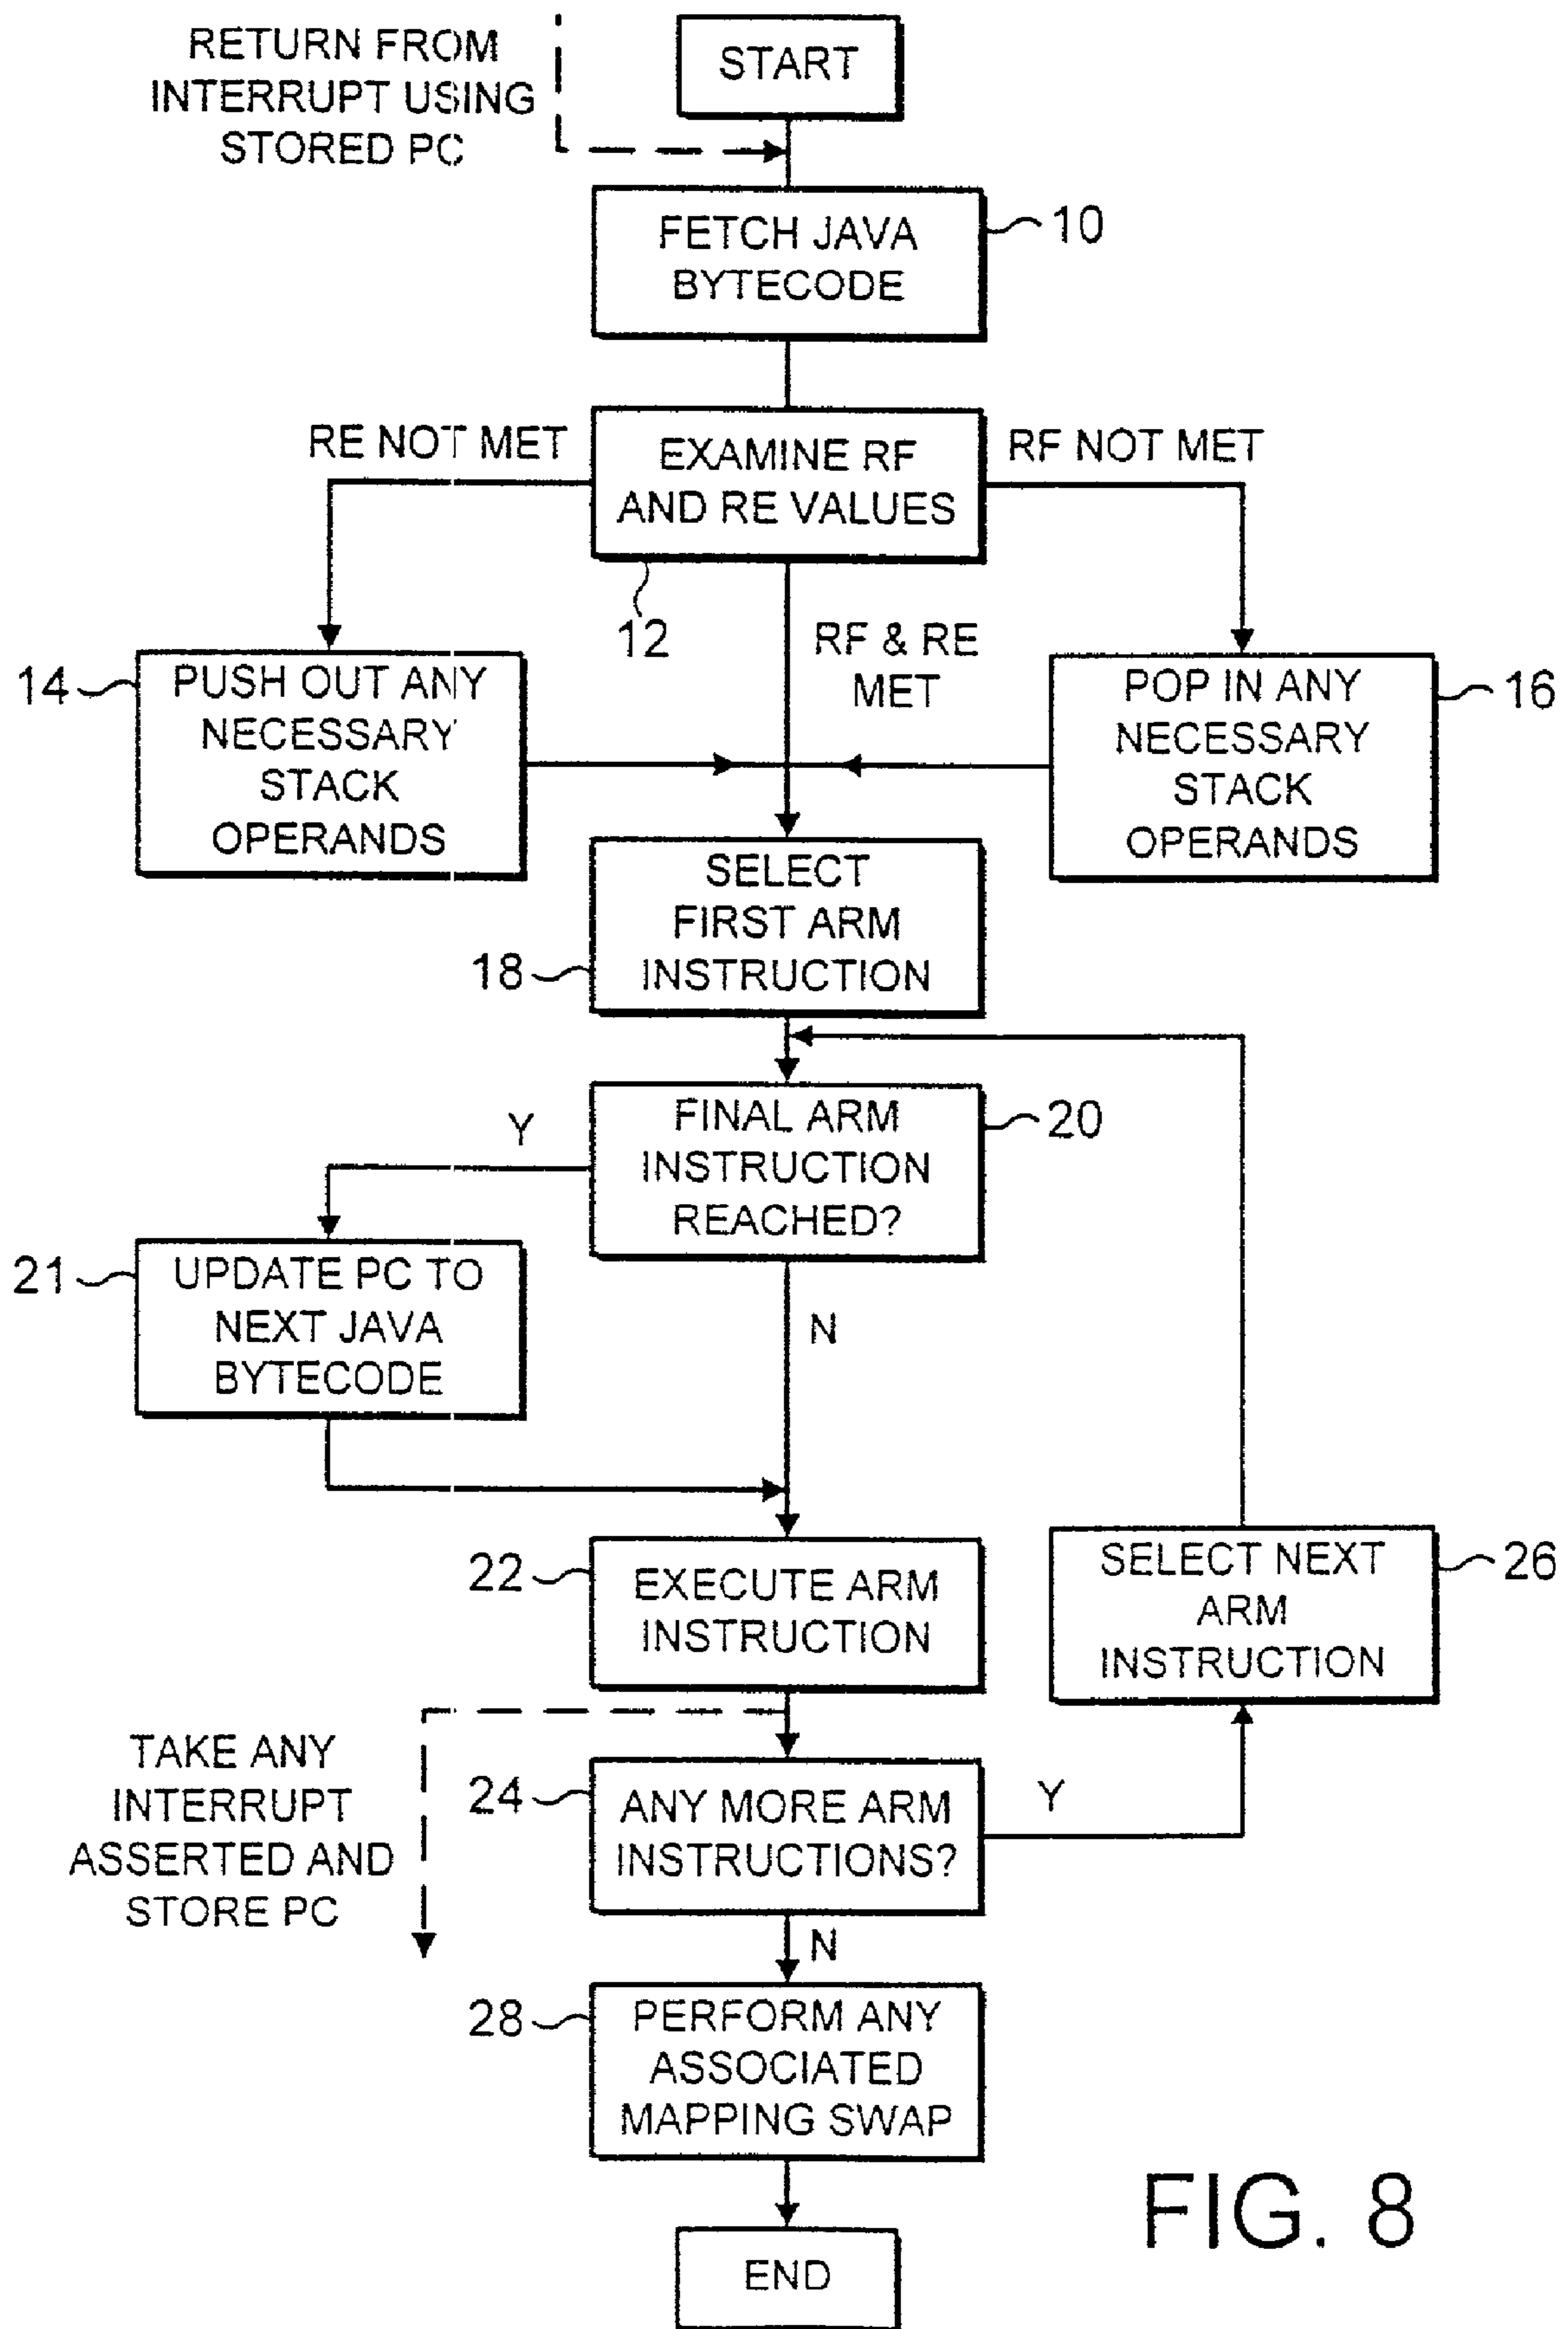 RETURN FROM
INTERRUPT USING
STORED PC
START
FETCH JAVA
BYTECODE
10
RE NOT MET
EXAMINE RF
AND RE VALUES
RF NOT MET
12
RF & RE
MET
14
PUSH OUT ANY
NECESSARY
STACK
OPERANDS
POP IN ANY
NECESSARY
STACK
OPERANDS
16
SELECT
FIRST ARM
INSTRUCTION
18
Y
FINAL ARM
INSTRUCTION
REACHED?
20
21
UPDATE PC TO
NEXT JAVA
BYTECODE
N
22
EXECUTE ARM
INSTRUCTION
SELECT NEXT
ARM
INSTRUCTION
26
TAKE ANY
INTERRUPT
ASSERTED AND
STORE PC
24
ANY MORE ARM
INSTRUCTIONS?
Y
N
28
PERFORM ANY
ASSOCIATED
MAPPING SWAP
END
FIG. 8